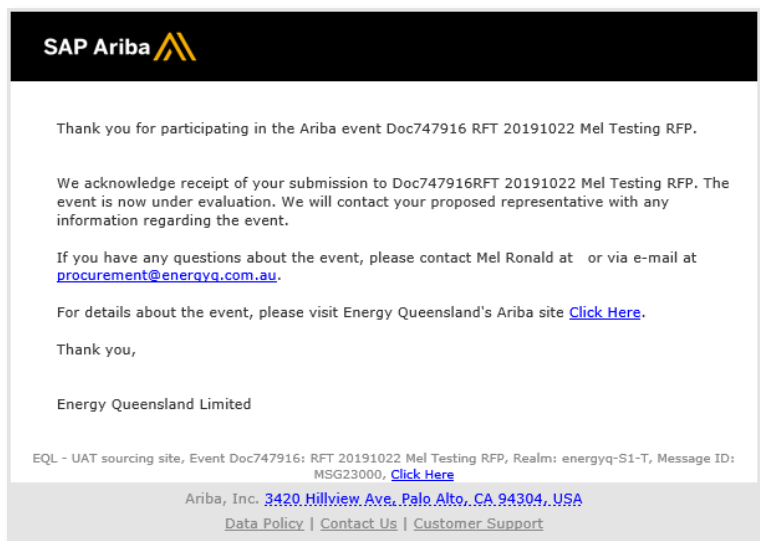 SAP Ariba
Thank you for participating in the Ariba event Doc747916 RFT 20191022 Mel Testing RFP.
We acknowledge receipt of your submission to Doc747916RFT 20191022 Mel Testing RFP. The
event is now under evaluation. We will contact your proposed representative with any
information regarding the event.
If you have any questions about the event, please contact Mel Ronald at   or via e-mail at
procurement@energyq.com.au.
For details about the event, please visit Energy Queensland's Ariba site Click Here.
Thank you,
Energy Queensland Limited
EQL - UAT sourcing site, Event Doc747916: RFT 20191022 Mel Testing RFP, Realm: energyq-S1-T, Message ID:
MSG23000, Click Here
Ariba, Inc. 3420 Hillview Ave, Palo Alto, CA 94304, USA
Data Policy | Contact Us | Customer Support